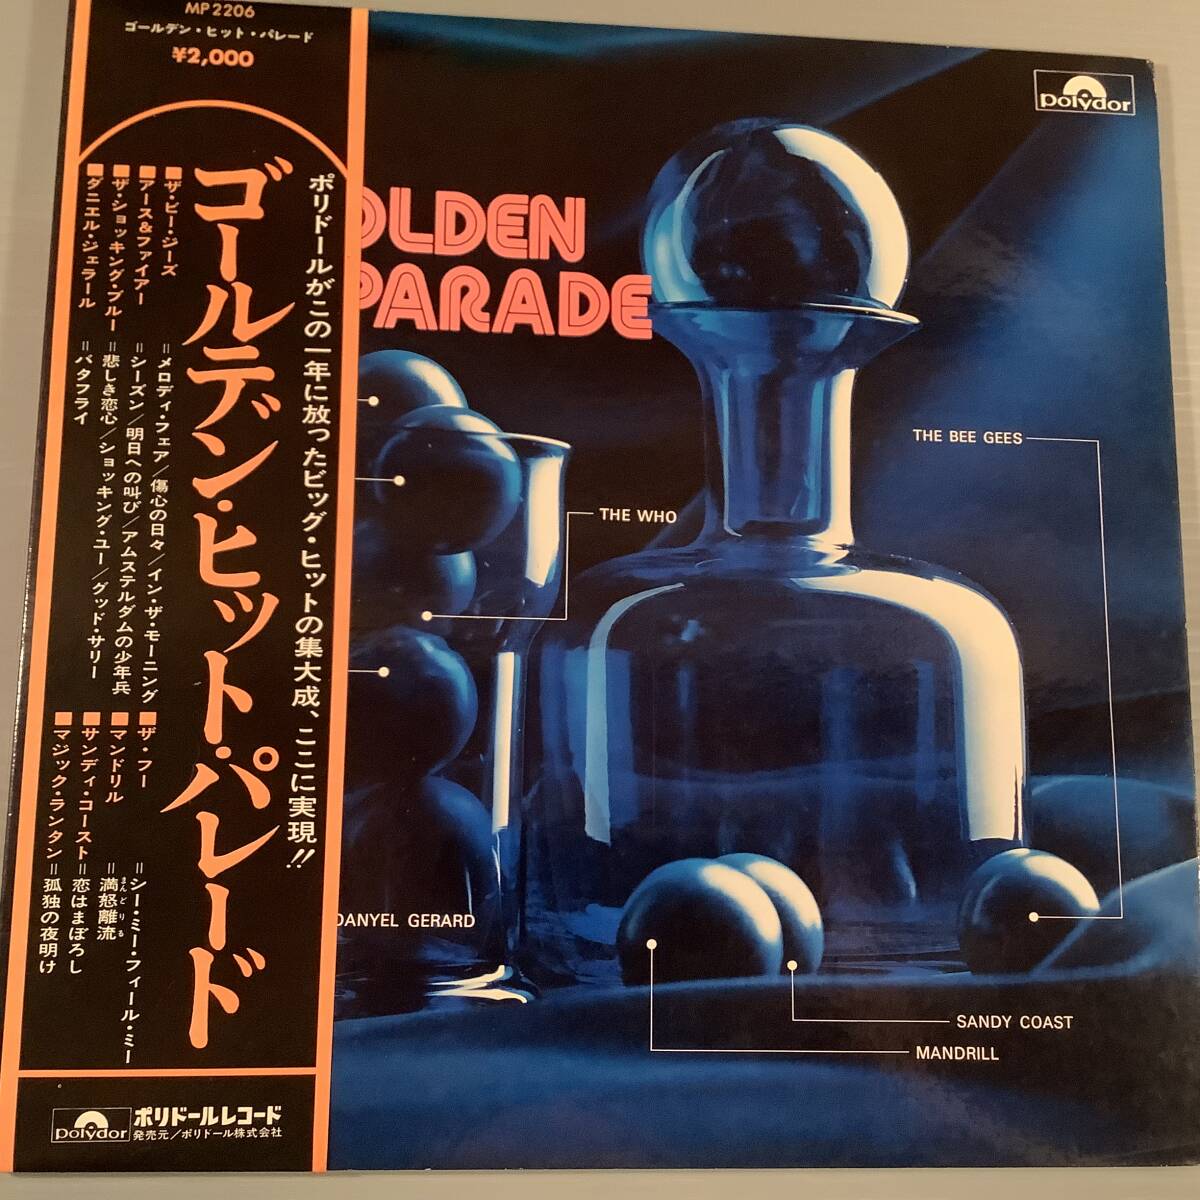 MP2206
ゴールデン・ヒット・パレード
¥2,000
ポリドールがこの一年に放ったビッグ・ヒットの集大成、ここに実現!!
ゴールデン・ヒット・パレード
■ザ・ビー・ジーズ=メロディ・フェア/傷心の日々/イン・ザ・モーニング
■アース&ファイアー=シーズン/明日への叫び/アムステルダムの少年兵
■ザ・ショッキング・ブルー=悲しき恋心/ショッキング・ユー/グッド・サリー
■ダニエル・ジェラール=バタフライ
■ザ・フー=シー・ミー・フィール・ミー
■マンドリル=満怒離流
まんどりる
■サンディ・コースト=恋はまぼろし
■マジック・ランタン=孤独の夜明け
polydor
ポリドールレコード
発売元/ポリドール株式会社
polydor
OLDEN
PARADE
THE BEE GEES
THE WHO
DANYEL GERARD
SANDY COAST
MANDRILL